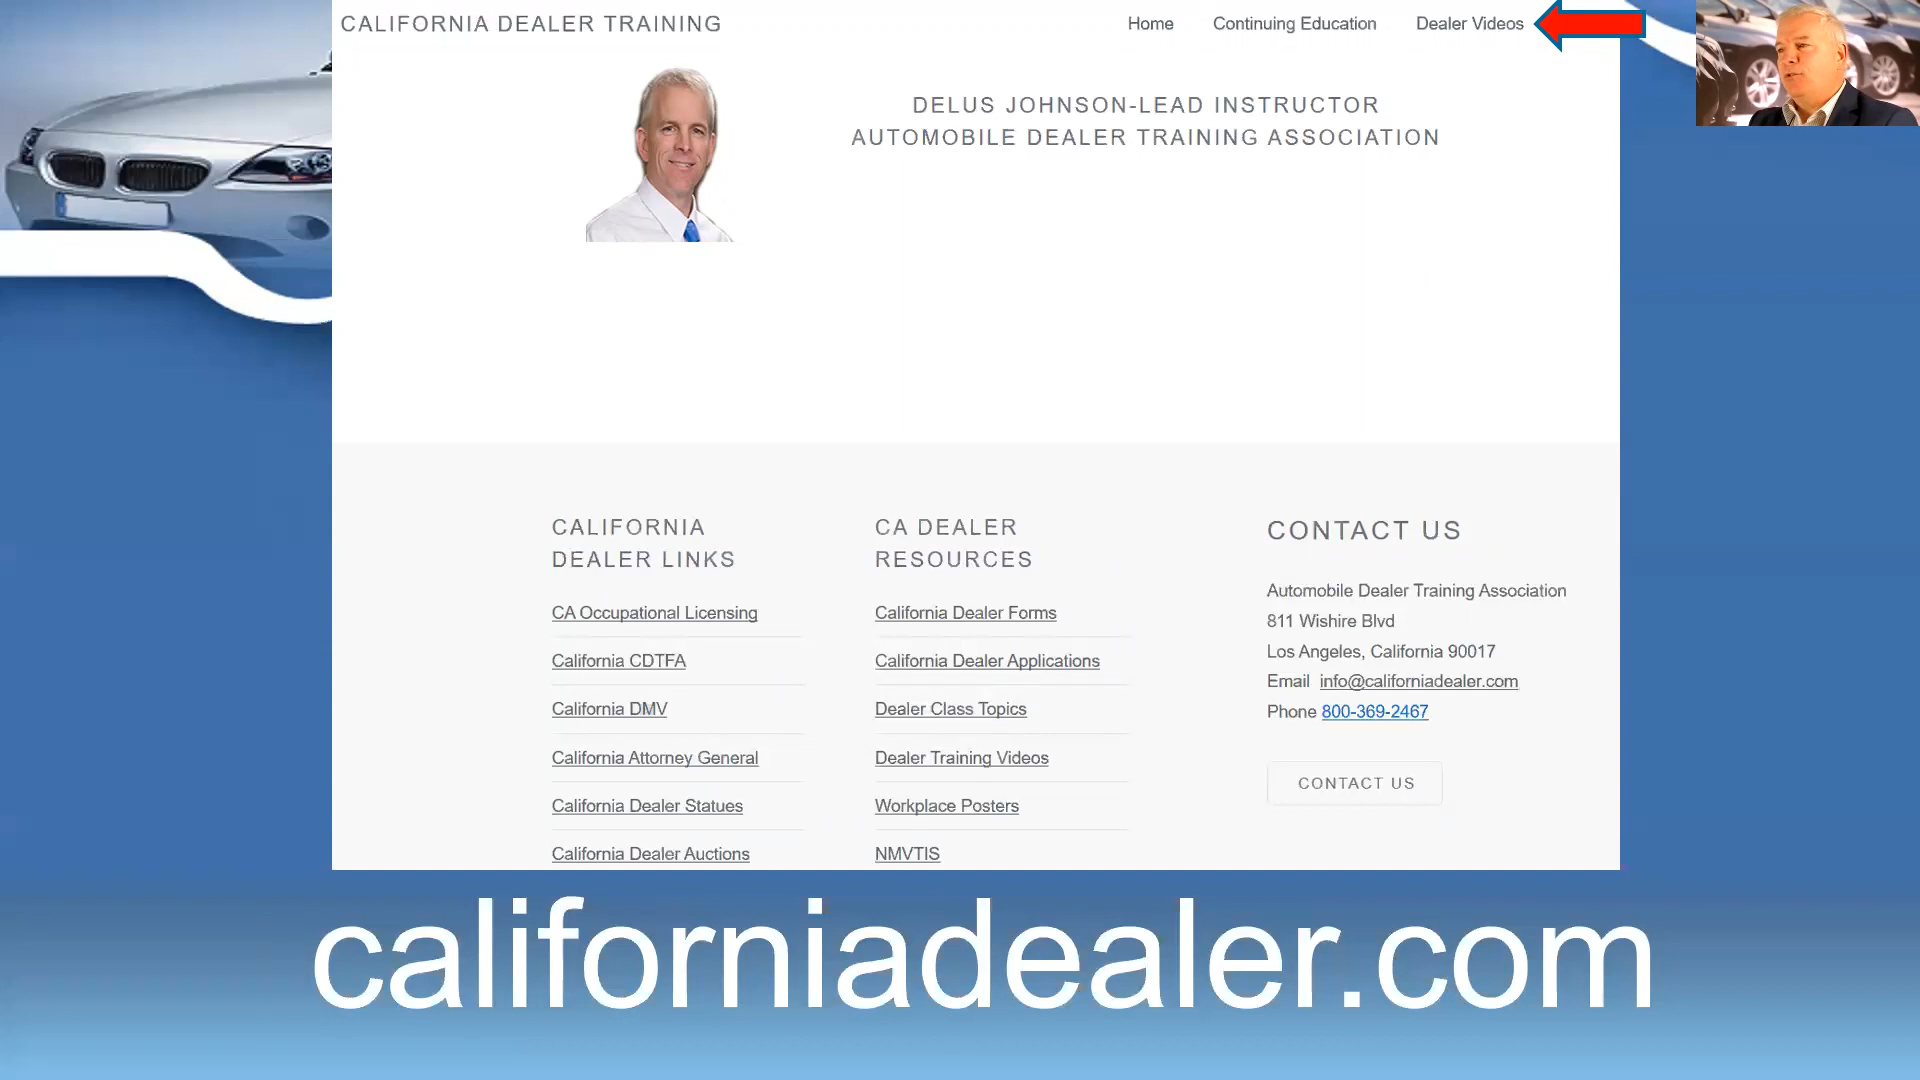 CALIFORNIA DEALER TRAINING
Home Continuing Education Dealer Videos
DELUS JOHNSON-LEAD INSTRUCTOR
AUTOMOBILE DEALER TRAINING ASSOCIATION
CALIFORNIA
DEALER LINKS
CA Occupational Licensing
California CDTFA
California DMV
California Attorney General
California Dealer Statues
California Dealer Auctions
CA DEALER
RESOURCES
California Dealer Forms
California Dealer Applications
Dealer Class Topics
Dealer Training Videos
Workplace Posters
NMVTIS
CONTACT US
Automobile Dealer Training Association
811 Wishire Blvd
Los Angeles, California 90017
Email info@californiadealer.com
Phone 800-369-2467
CONTACT US
californiadealer.com